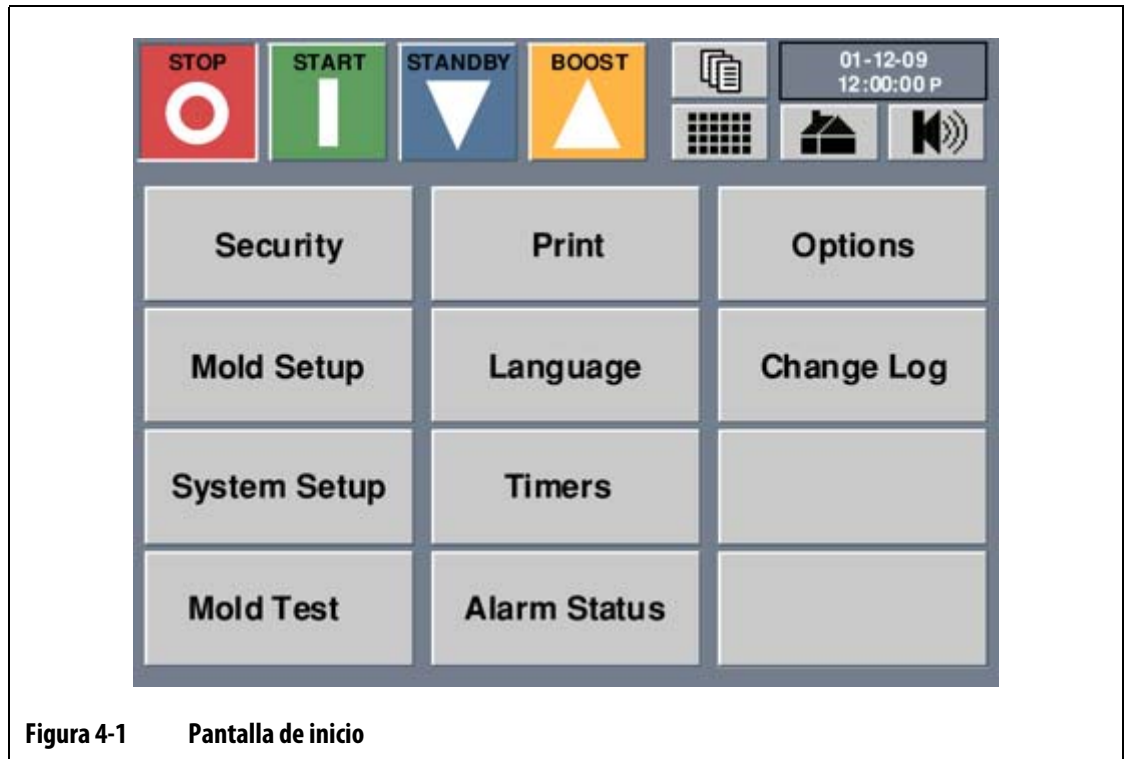 STOP START STANDBY BOOST
01-12-09
12:00:00 P
Security Print Options
Mold Setup Language Change Log
System Setup Timers
Mold Test Alarm Status
Figura 4-1 Pantalla de inicio